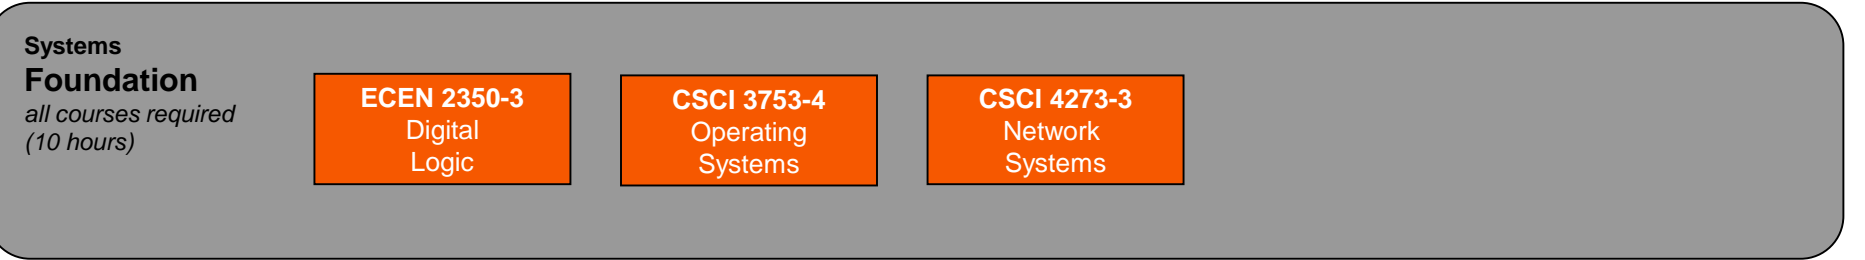 Systems
Foundation
all courses required
(10 hours)
ECEN 2350-3
Digital
Logic
CSCI 3753-4
Operating
Systems
CSCI 4273-3
Network
Systems